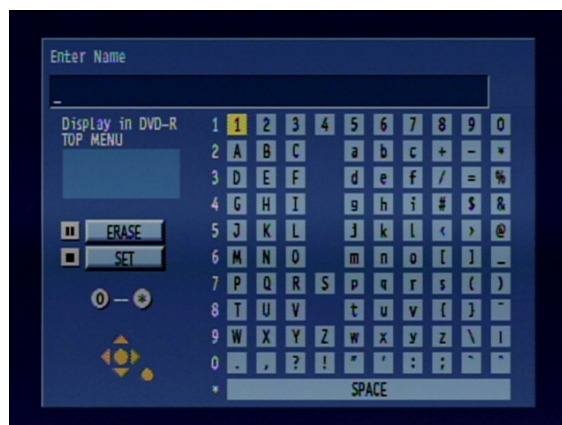 Enter Name
_
Display in DVD-R
TOP MENU
1 1 2 3 4 5 6 7 8 9 0
2 A B C a b c + - *
3 D E F d e f / = %
4 G H I g h i # $ &
5 J K L j k l < > @
6 M N O m n o [ ] _
7 P Q R S p q r s ( )
8 T U V t u v { } ~
9 W X Y Z w x y z \ |
0 . , ? ! " ' : ; ^ `
* SPACE
ERASE
SET
0 – *